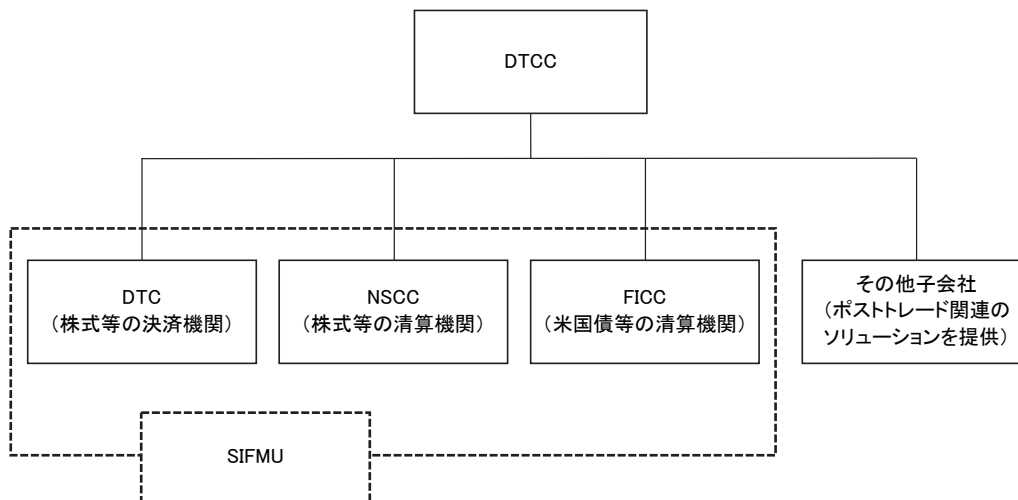 DTCC
DTC
（株式等の決済機関）
NSCC
（株式等の清算機関）
FICC
（米国債等の清算機関）
その他子会社
（ポストトレード関連の
ソリューションを提供）
SIFMU